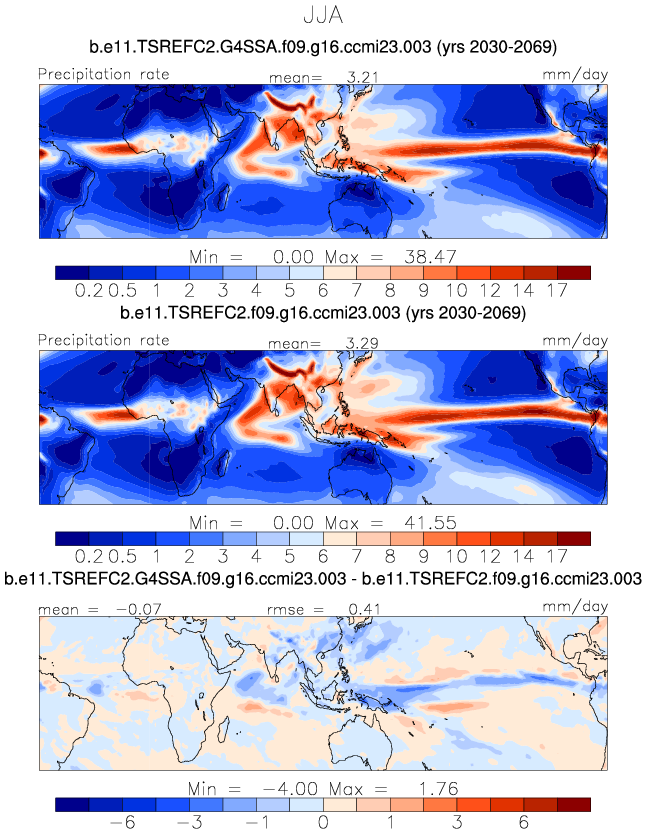 JJA
b.e11.TSREFC2.G4SSA.f09.g16.ccmi23.003 (yrs 2030-2069)
Precipitation rate mean= 3.21 mm/day
Min = 0.00 Max = 38.47
0.2 0.5 1 2 3 4 5 6 7 8 9 10 12 14 17
b.e11.TSREFC2.f09.g16.ccmi23.003 (yrs 2030-2069)
Precipitation rate mean= 3.29 mm/day
Min = 0.00 Max = 41.55
0.2 0.5 1 2 3 4 5 6 7 8 9 10 12 14 17
b.e11.TSREFC2.G4SSA.f09.g16.ccmi23.003 - b.e11.TSREFC2.f09.g16.ccmi23.003
mean = −0.07 rmse = 0.41 mm/day
Min = −4.00 Max = 1.76
−6 −3 −1 0 1 3 6